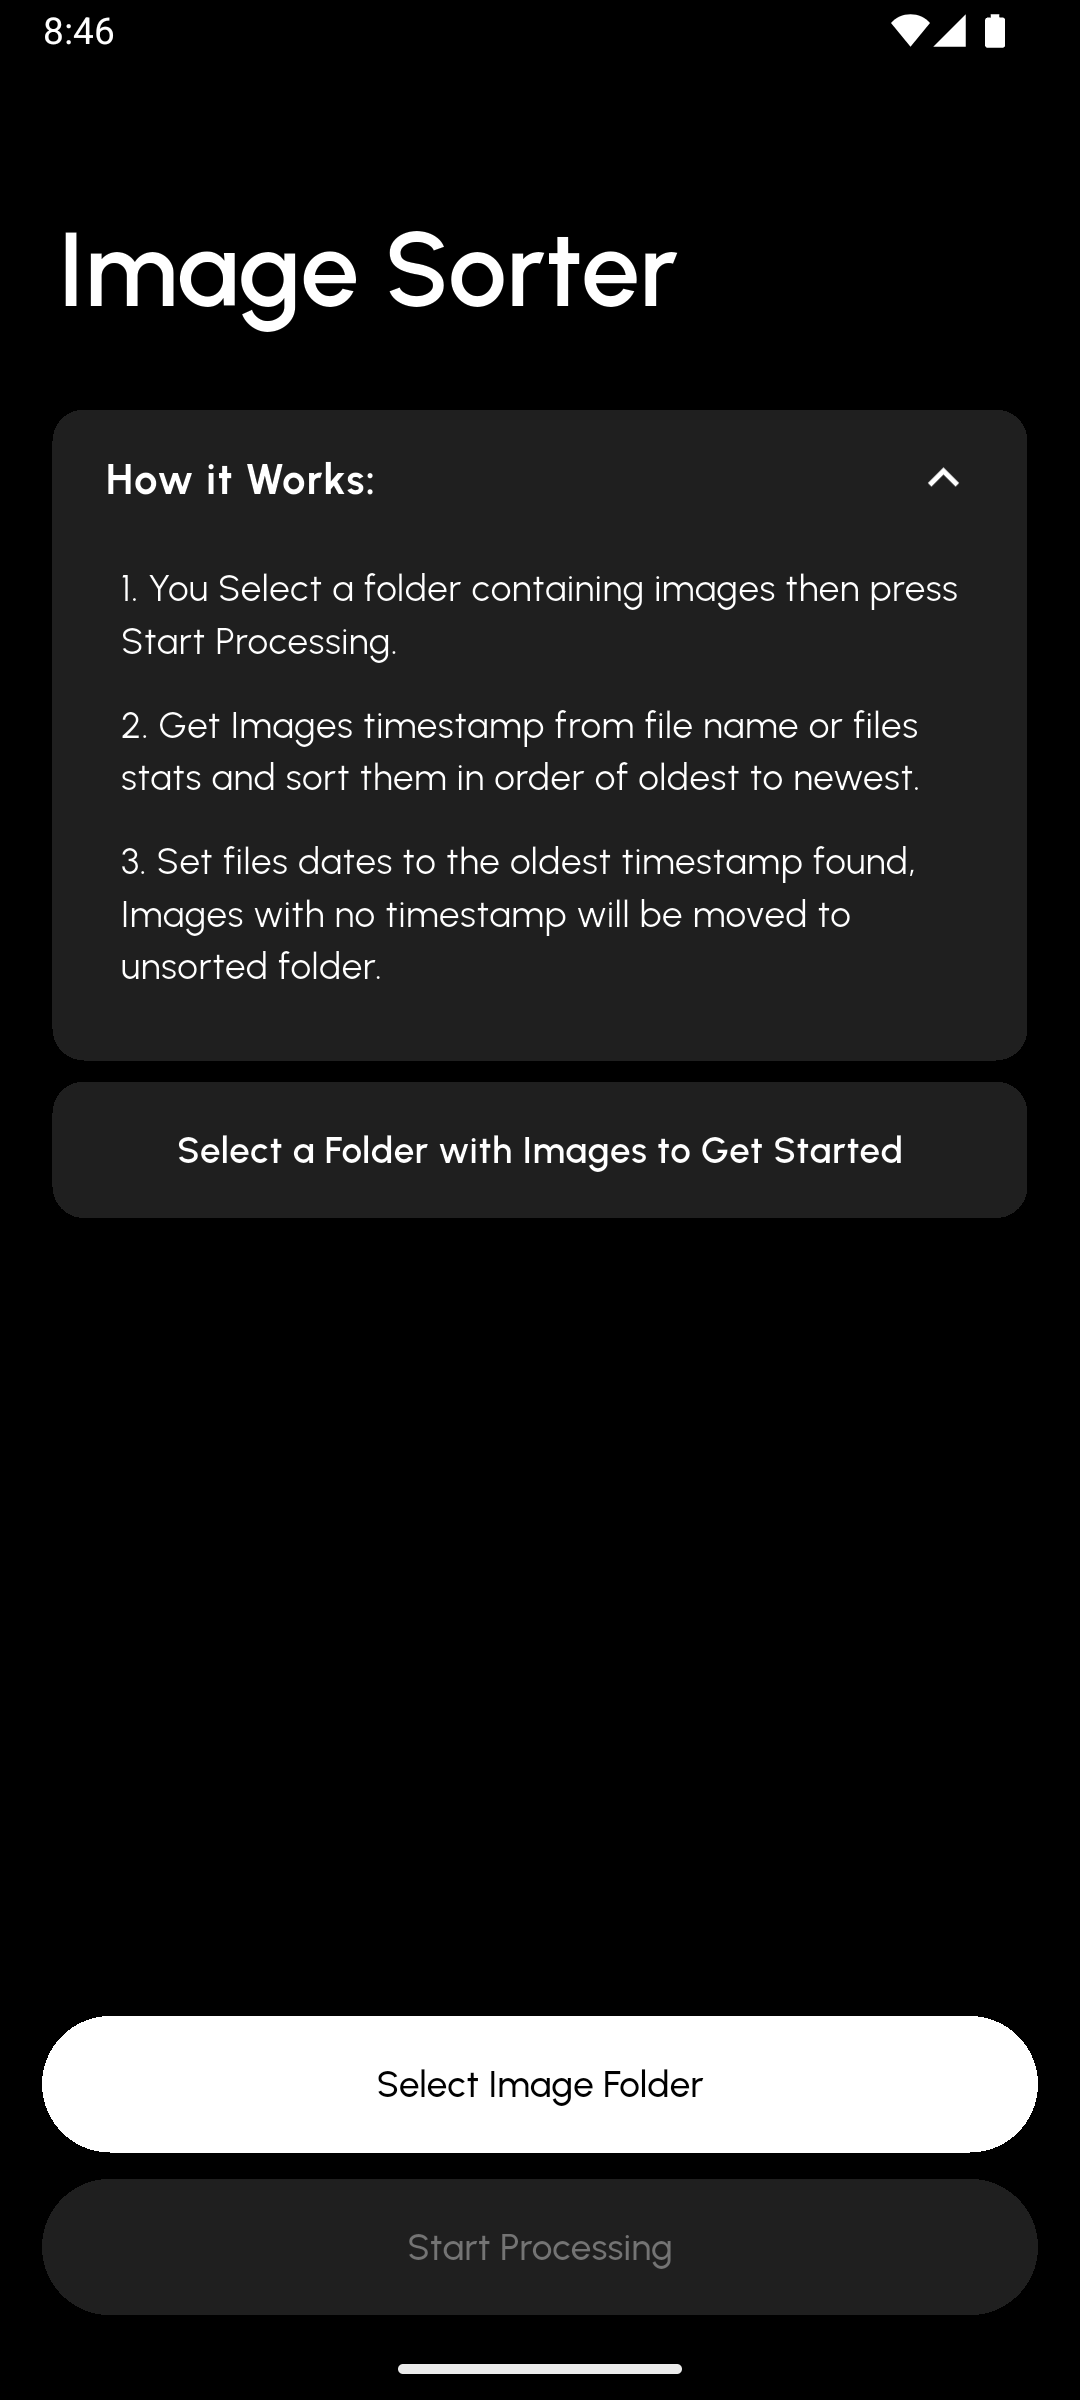 8:46
Image Sorter
How it Works:
1. You Select a folder containing images then press
Start Processing.
2. Get Images timestamp from file name or files
stats and sort them in order of oldest to newest.
3. Set files dates to the oldest timestamp found,
Images with no timestamp will be moved to
unsorted folder.
Select a Folder with Images to Get Started
Select Image Folder
Start Processing